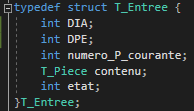 typedef struct T_Entree {
int DIA;
int DPE;
int numero_P_courante;
T_Piece contenu;
int etat;
}T_Entree;